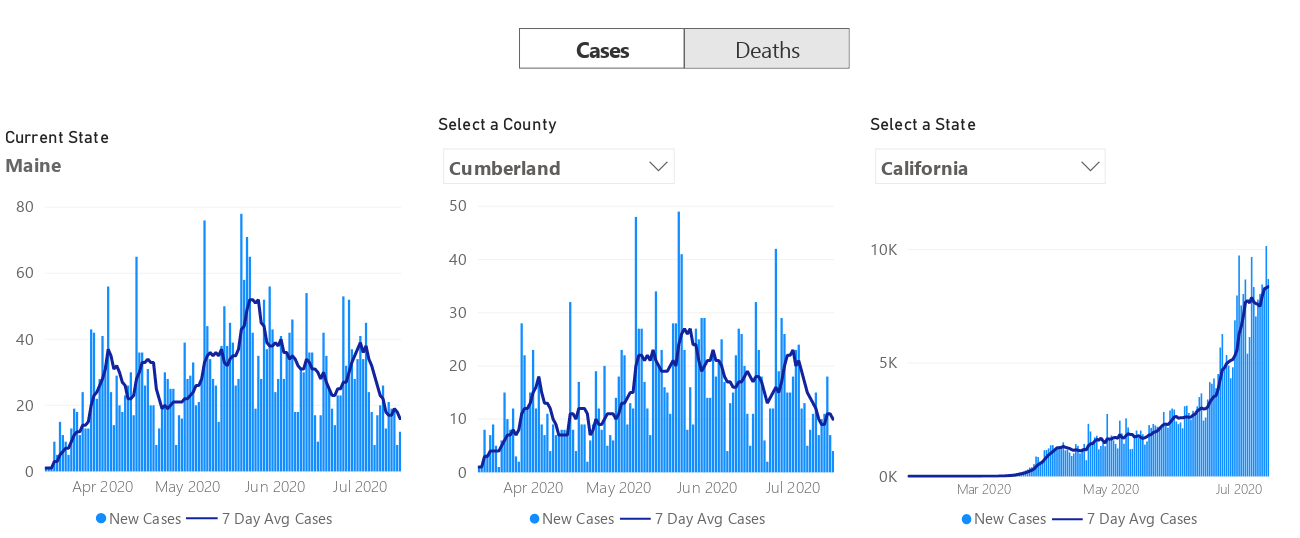 Cases Deaths
Current State
Maine
Select a County
Cumberland
Select a State
California
80
60
40
20
0
Apr 2020 May 2020 Jun 2020 Jul 2020
New Cases 7 Day Avg Cases
50
40
30
20
10
0
Apr 2020 May 2020 Jun 2020 Jul 2020
New Cases 7 Day Avg Cases
10K
5K
0K
Mar 2020 May 2020 Jul 2020
New Cases 7 Day Avg Cases